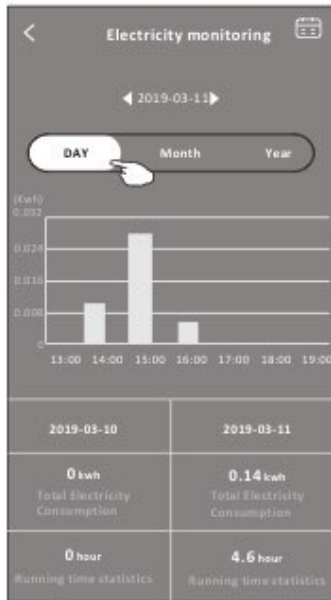 Electricity monitoring
2019-03-11
DAY Month Year
(Kwh)
0.032
0.024
0.016
0.008
0
13:00 14:00 15:00 16:00 17:00 18:00 19:00
2019-03-10 2019-03-11
0 kwh 0.14 kwh
Total Electricity Total Electricity
Consumption Consumption
0 hour 4.6 hour
Running time statistics Running time statistics